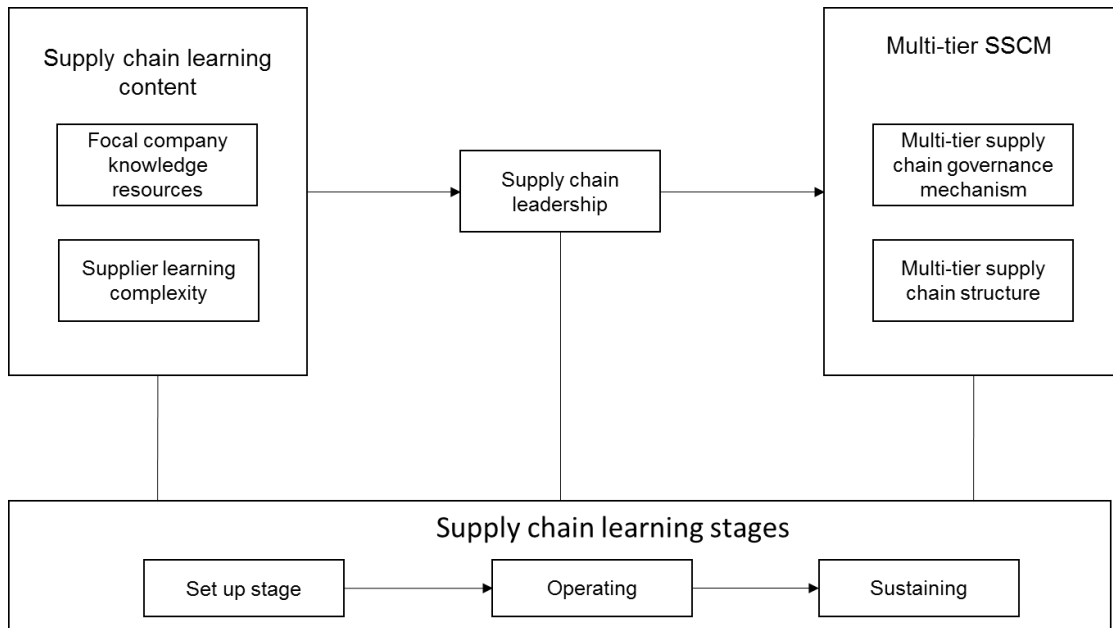 Supply chain learning
content
Focal company
knowledge
resources
Supplier learning
complexity
Supply chain
leadership
Multi-tier SSCM
Multi-tier supply
chain governance
mechanism
Multi-tier supply
chain structure
Supply chain learning stages
Set up stage
Operating
Sustaining